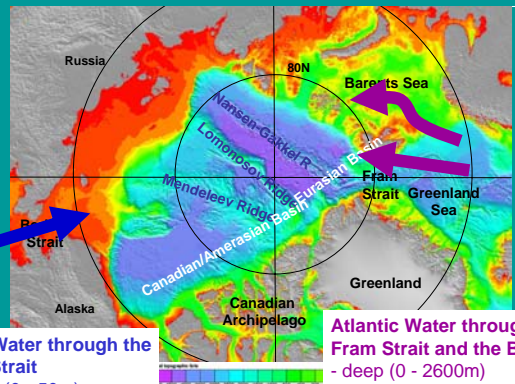 Russia
80N
Barents Sea
Nansen-Gakkel R
Lomonosov Ridge
Mendeleev Ridge
Eurasian Basin
Canadian/Amerasian Basin
Fram
Strait
Greenland
Sea
Strait
Alaska
Canadian
Archipelago
Greenland
Water through the
Strait
Atlantic Water through
Fram Strait and the B
- deep (0 - 2600m)